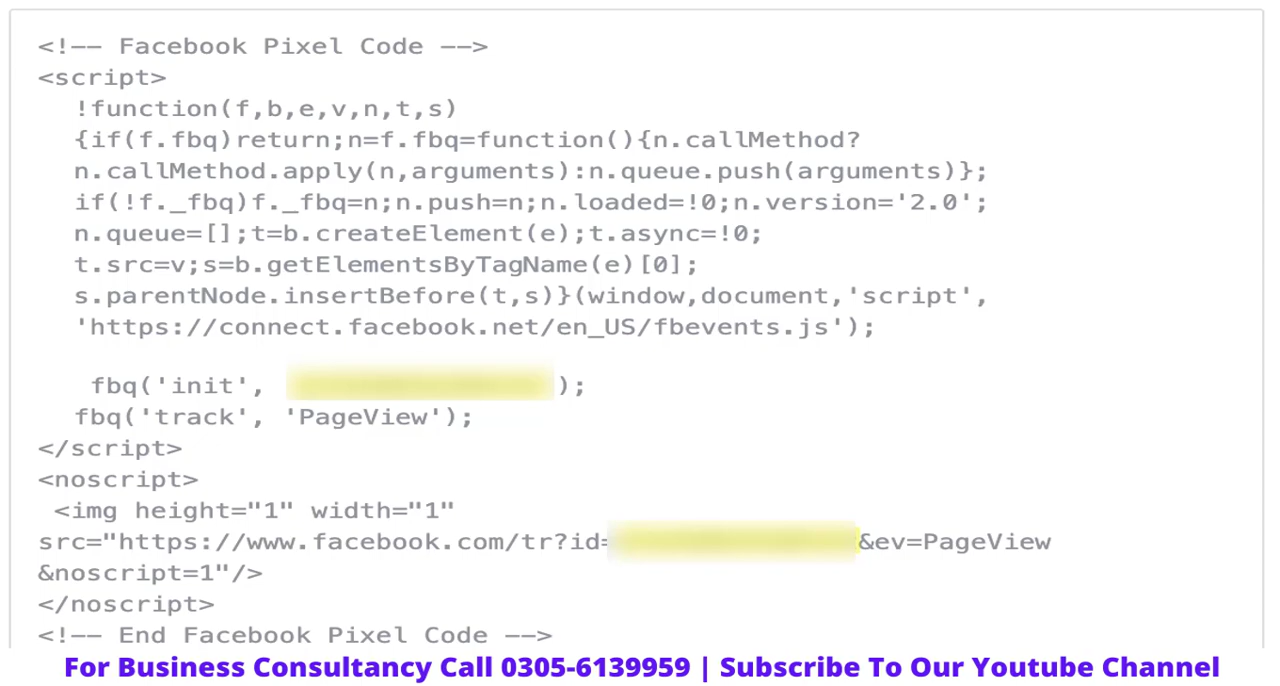 <!-- Facebook Pixel Code -->
<script>
!function(f,b,e,v,n,t,s)
{if(f.fbq)return;n=f.fbq=function(){n.callMethod?
n.callMethod.apply(n,arguments):n.queue.push(arguments)};
if(!f._fbq)f._fbq=n;n.push=n;n.loaded=!0;n.version='2.0';
n.queue=[];t=b.createElement(e);t.async=!0;
t.src=v;s=b.getElementsByTagName(e)[0];
s.parentNode.insertBefore(t,s)}(window,document,'script',
'https://connect.facebook.net/en_US/fbevents.js');
fbq('init', );
fbq('track', 'PageView');
</script>
<noscript>
<img height="1" width="1"
src="https://www.facebook.com/tr?id=&ev=PageView
&noscript=1"/>
</noscript>
<!-- End Facebook Pixel Code -->
For Business Consultancy Call 0305-6139959 | Subscribe To Our Youtube Channel